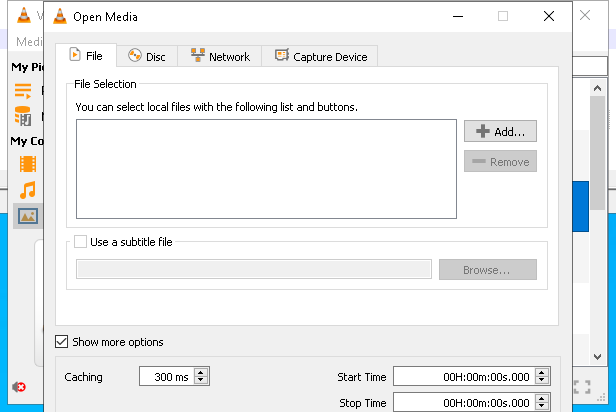 Open Media
Medi
File
Disc
Network
Capture Device
My Pi
File Selection
You can select local files with the following list and buttons.
Add...
Remove
My Co
Use a subtitle file
Browse...
Show more options
Caching
300 ms
Start Time
00H:00m:00s.000
Stop Time
00H:00m:00s.000